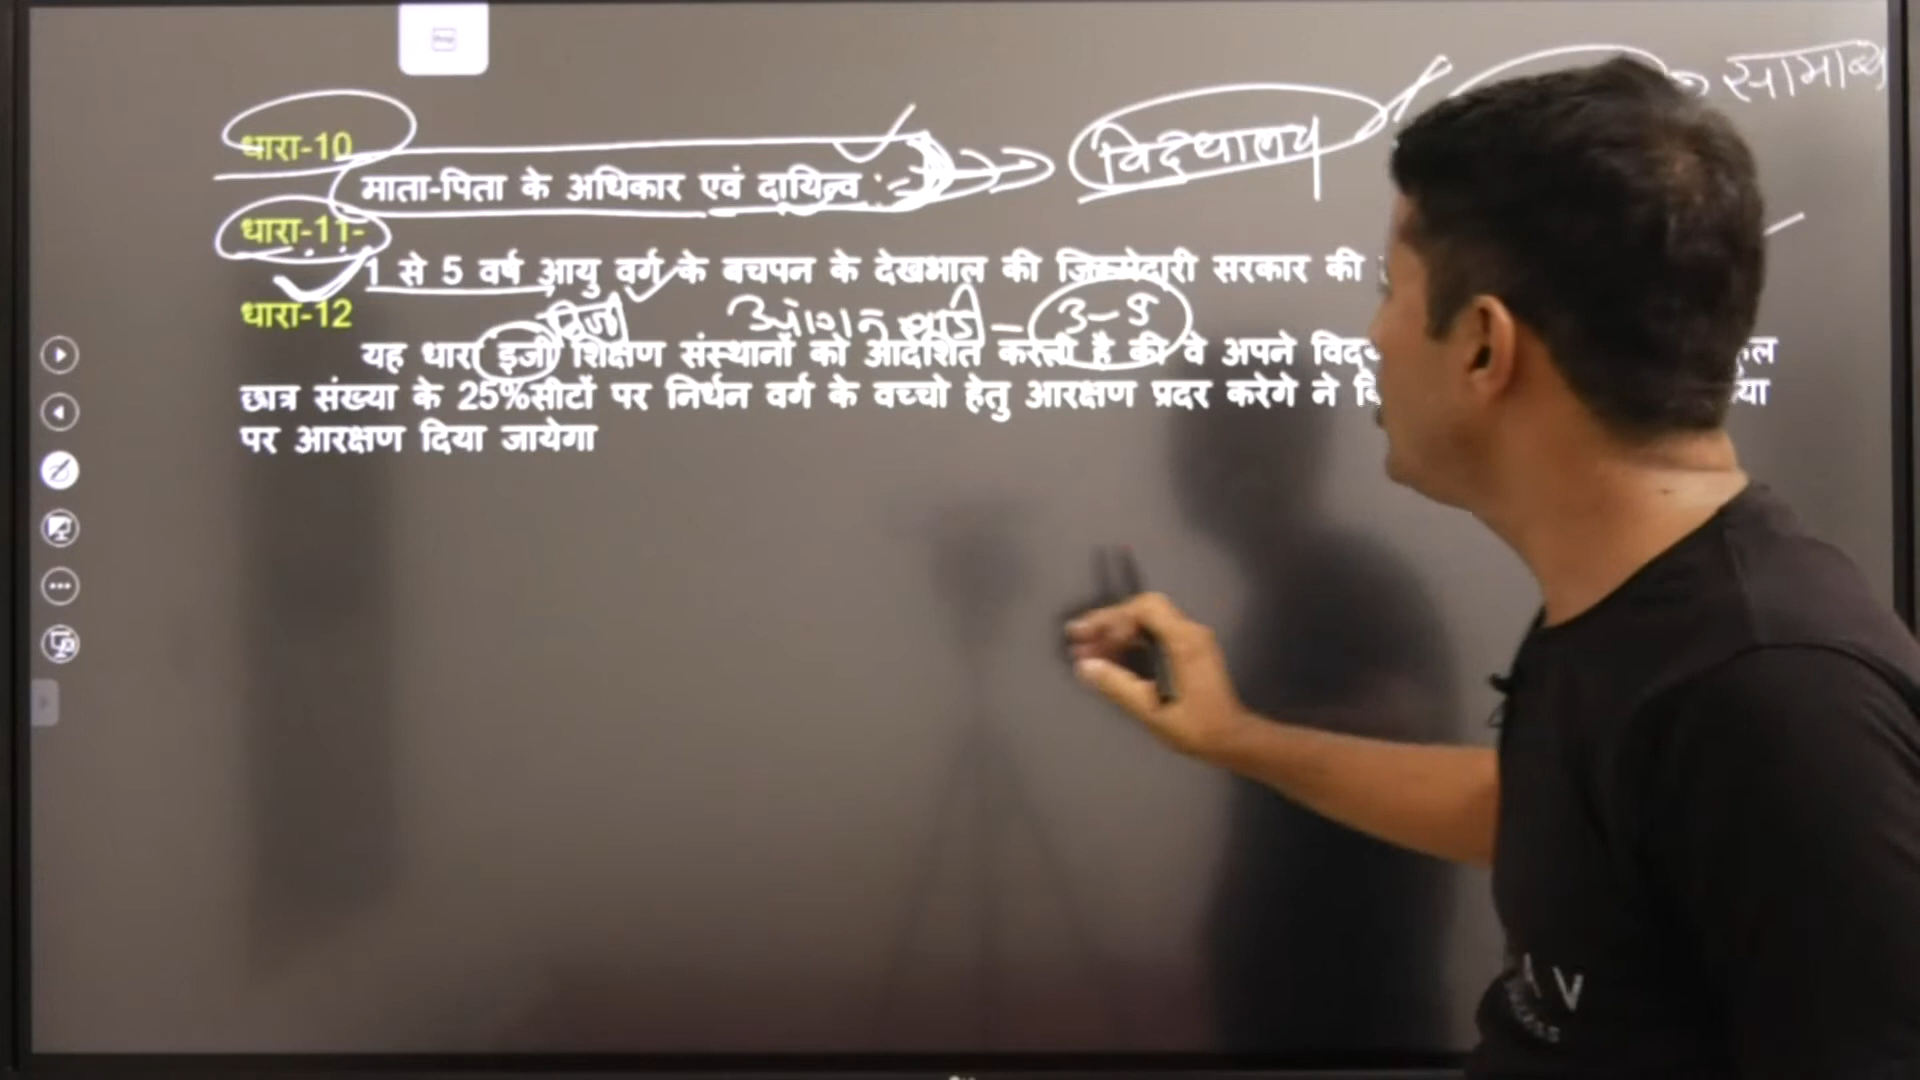 सामान्य
धारा-10
विद्यालय
माता-पिता के अधिकार एवं दायित्व :-
धारा-11-
1 से 5 वर्ष आयु वर्ग के बचपन के देखभाल की जिम्मेदारी सरकार की
धारा-12
निजी आंगनवाडी - 3-5
यह धारा इजी शिक्षण संस्थानों को आदेशित करती है की वे अपने
छात्र संख्या के 25%सीटों पर निर्धन वर्ग के वच्चो हेतु आरक्षण प्रदर करेगे ने
पर आरक्षण दिया जायेगा
A V